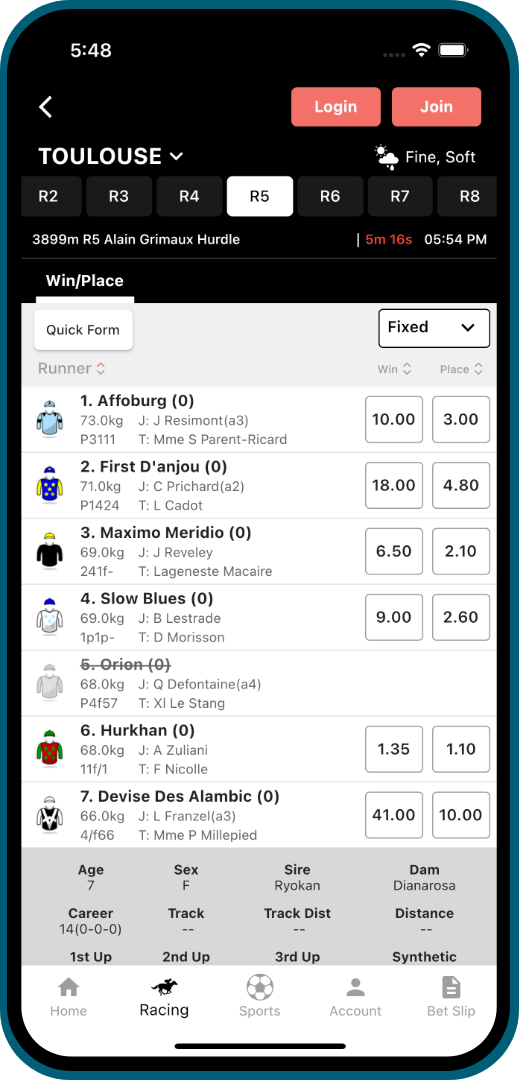 5:48
Login Join
TOULOUSE Fine, Soft
R2 R3 R4 R5 R6 R7 R8
3899m R5 Alain Grimaux Hurdle | 5m 16s 05:54 PM
Win/Place
Quick Form Fixed
Runner Win Place
1. Affoburg (0)
73.0kg J: J Resimont(a3) 10.00 3.00
P3111 T: Mme S Parent-Ricard
2. First D'anjou (0)
71.0kg J: C Prichard(a2) 18.00 4.80
P1424 T: L Cadot
3. Maximo Meridio (0)
69.0kg J: J Reveley 6.50 2.10
241f- T: Lageneste Macaire
4. Slow Blues (0)
69.0kg J: B Lestrade 9.00 2.60
1p1p- T: D Morisson
5. Orion (0)
68.0kg J: Q Defontaine(a4)
P4f57 T: Xl Le Stang
6. Hurkhan (0)
68.0kg J: A Zuliani 1.35 1.10
11f/1 T: F Nicolle
7. Devise Des Alambic (0)
66.0kg J: L Franzel(a3) 41.00 10.00
4/f66 T: Mme P Millepied
Age Sex Sire Dam
7 F Ryokan Dianarosa
Career Track Track Dist Distance
14(0-0-0) -- -- --
1st Up 2nd Up 3rd Up Synthetic
Home Racing Sports Account Bet Slip